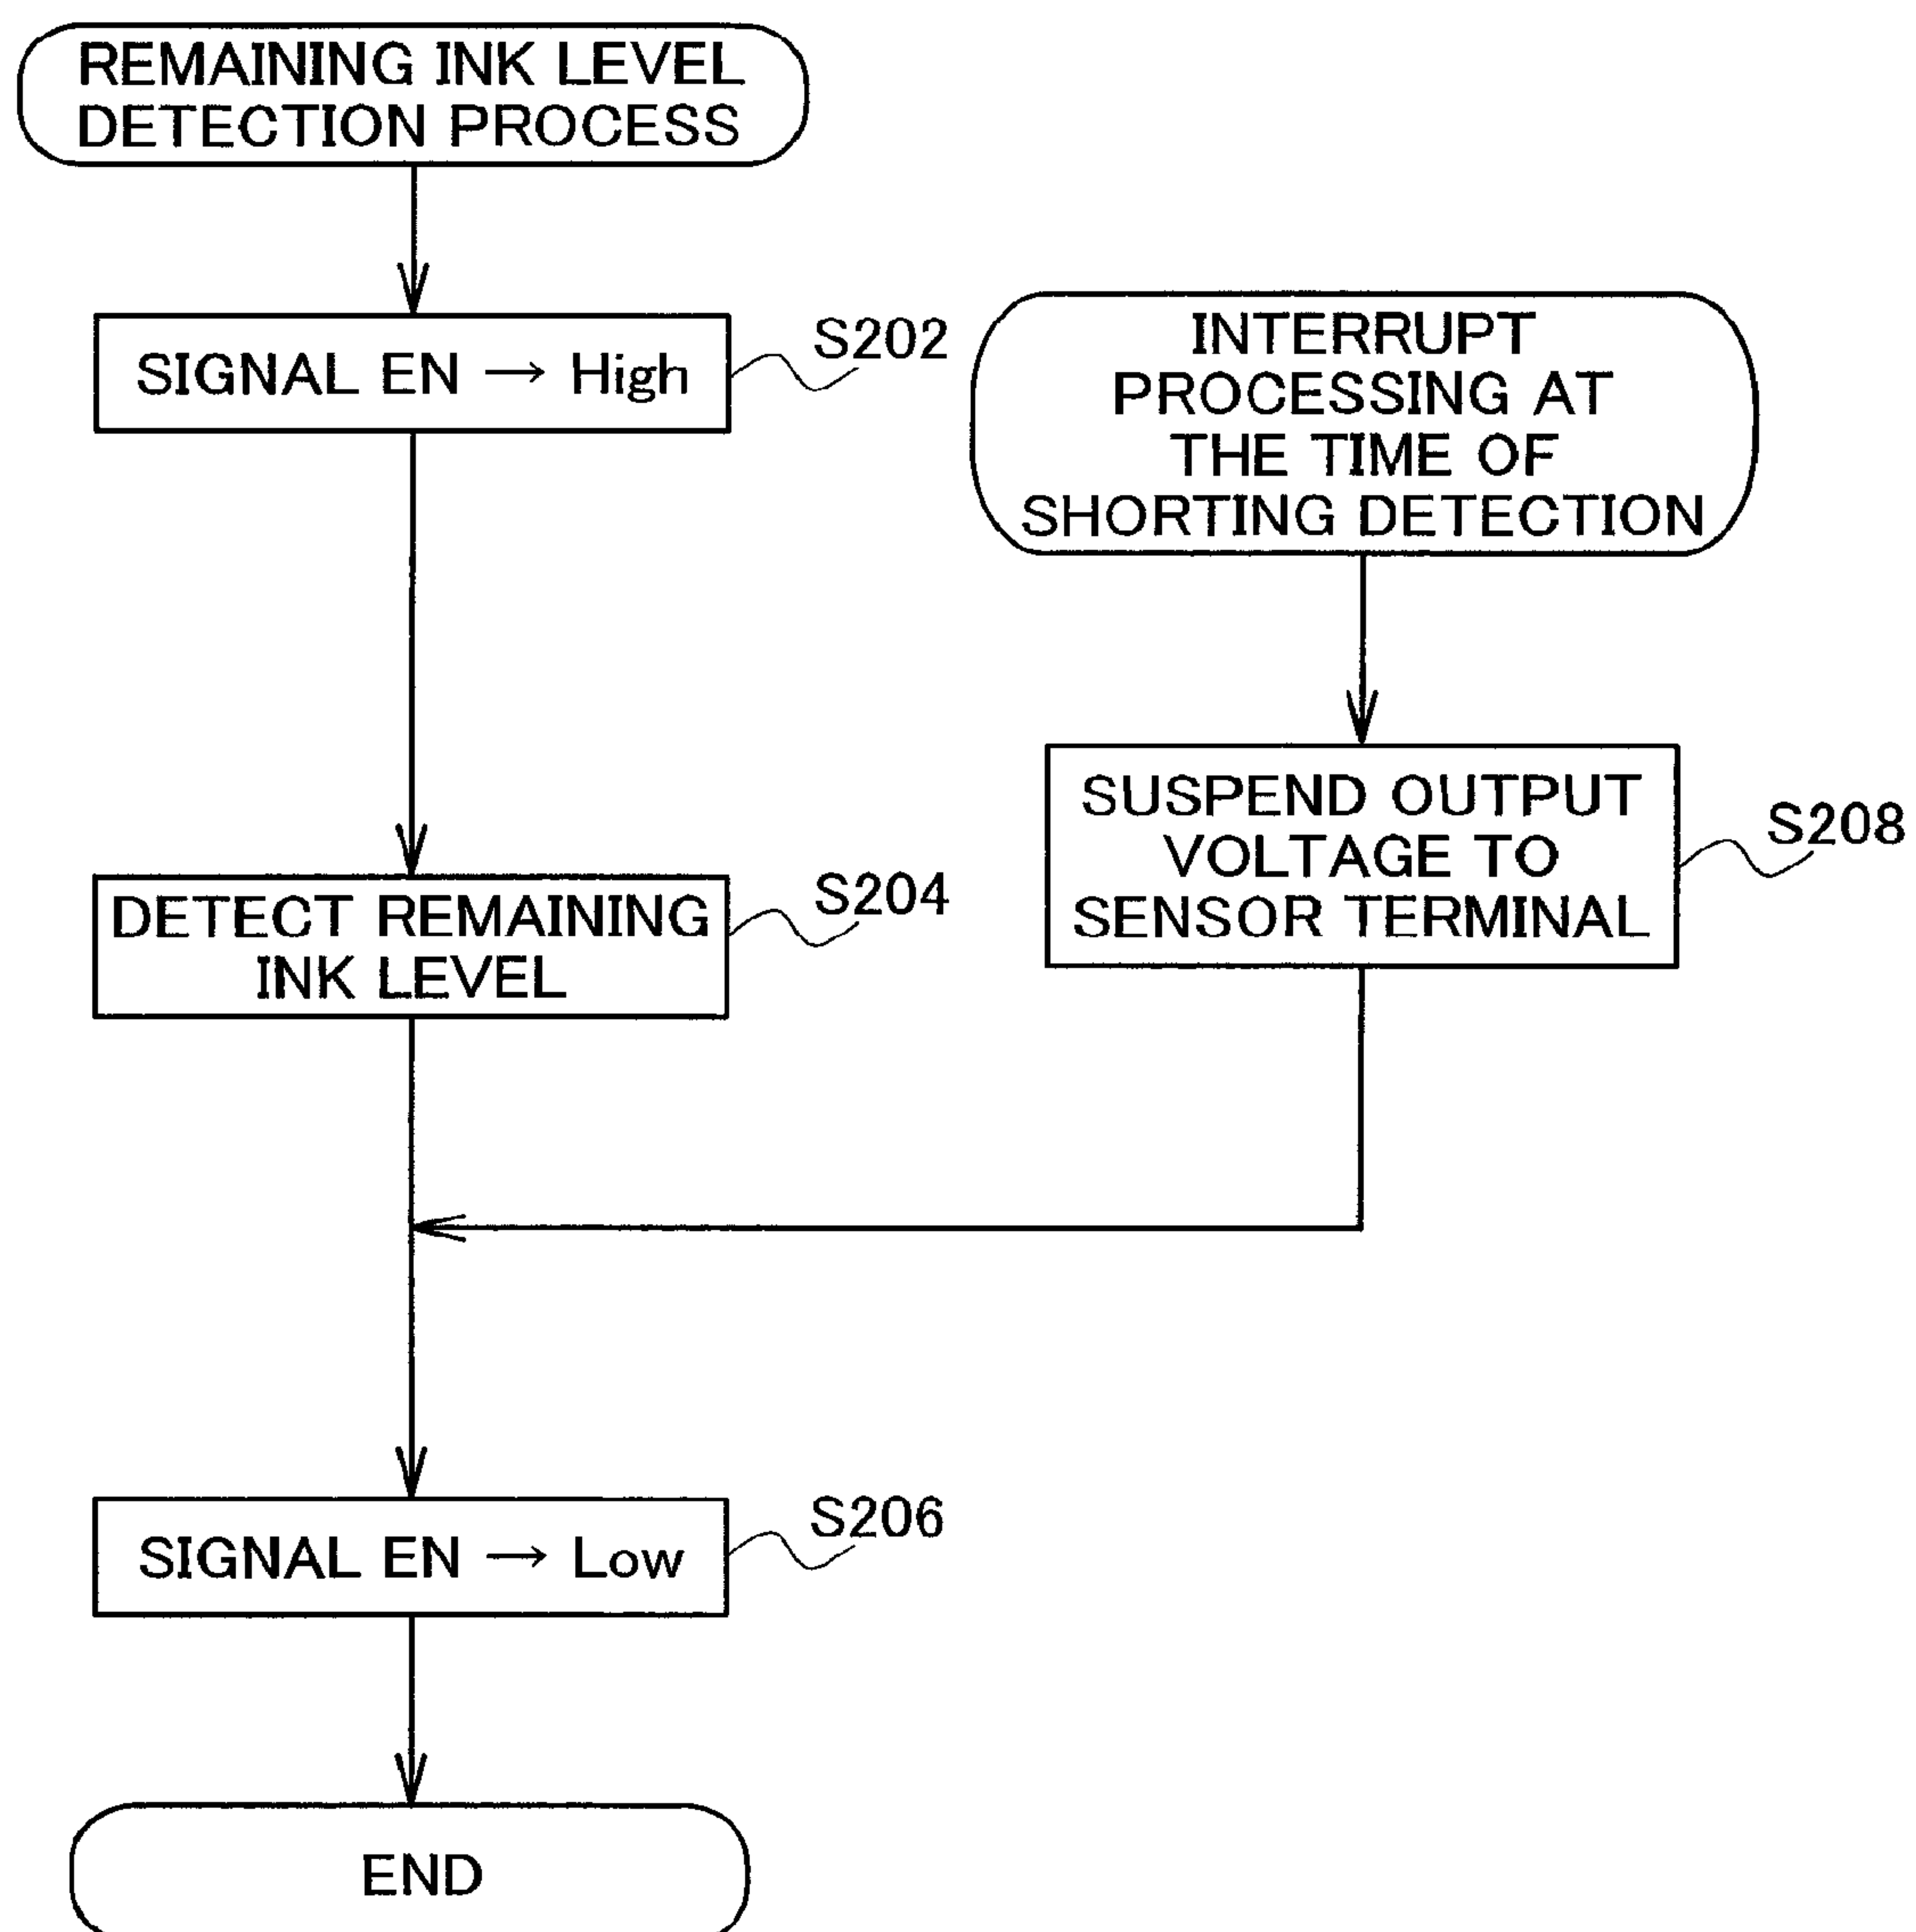 REMAINING INK LEVEL
DETECTION PROCESS
SIGNAL EN → High
S202
INTERRUPT
PROCESSING AT
THE TIME OF
SHORTING DETECTION
SUSPEND OUTPUT
VOLTAGE TO
SENSOR TERMINAL
S208
DETECT REMAINING
INK LEVEL
S204
SIGNAL EN → Low
S206
END